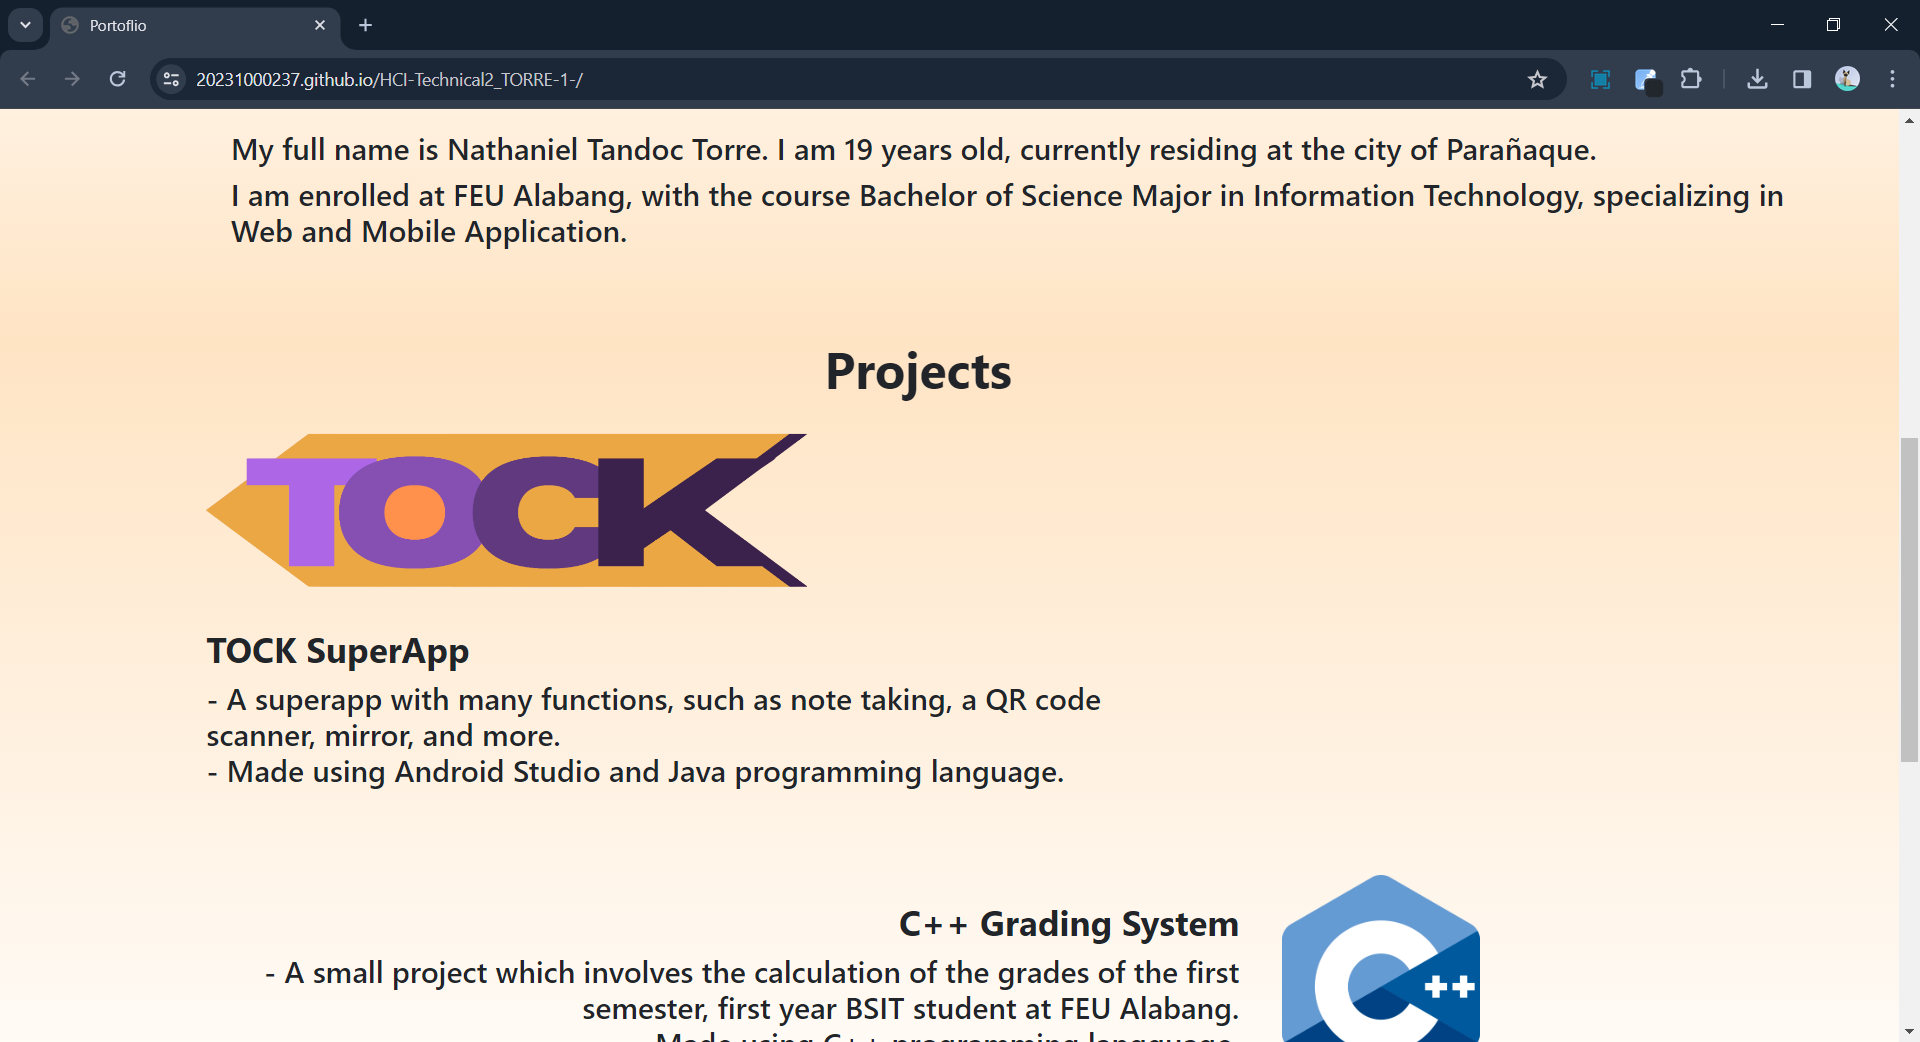 Portoflio
20231000237.github.io/HCI-Technical2_TORRE-1-/
My full name is Nathaniel Tandoc Torre. I am 19 years old, currently residing at the city of Parañaque.
I am enrolled at FEU Alabang, with the course Bachelor of Science Major in Information Technology, specializing in
Web and Mobile Application.
Projects
TOCK
TOCK SuperApp
- A superapp with many functions, such as note taking, a QR code
scanner, mirror, and more.
- Made using Android Studio and Java programming language.
C++ Grading System
- A small project which involves the calculation of the grades of the first
semester, first year BSIT student at FEU Alabang.
Made using C++ programming
C++